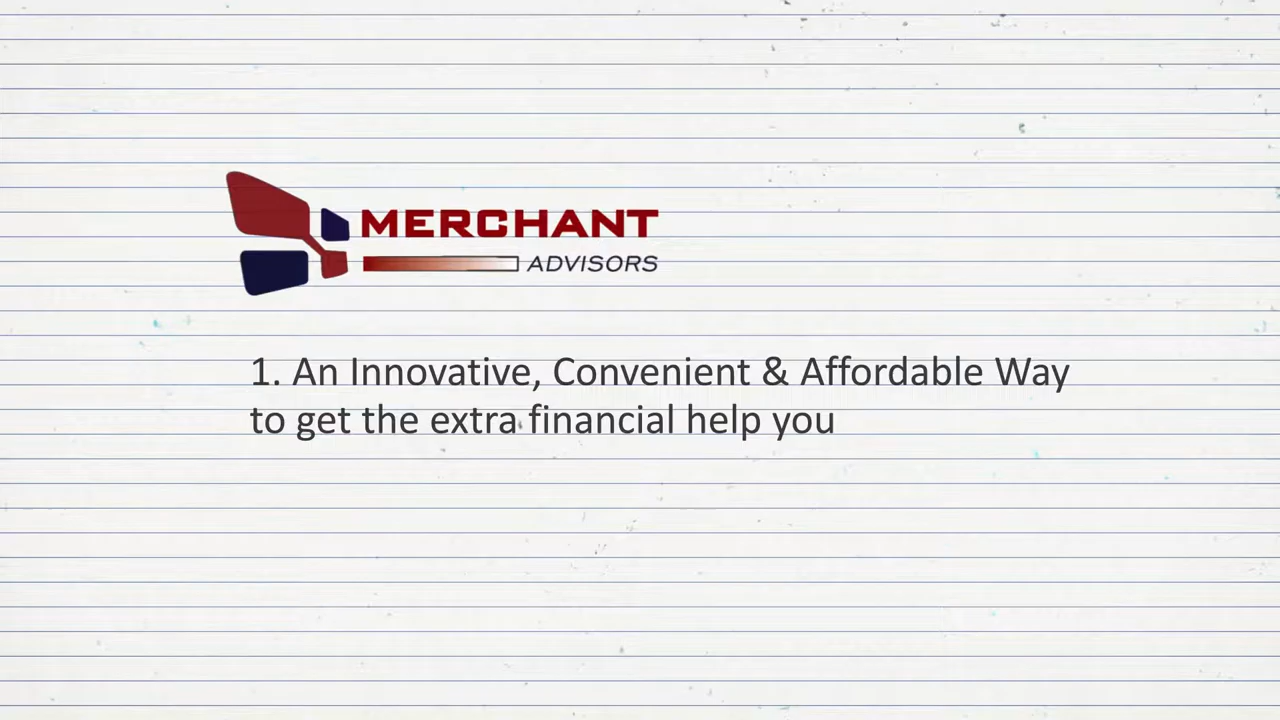 MERCHANT
ADVISORS
1. An Innovative, Convenient & Affordable Way
to get the extra financial help you